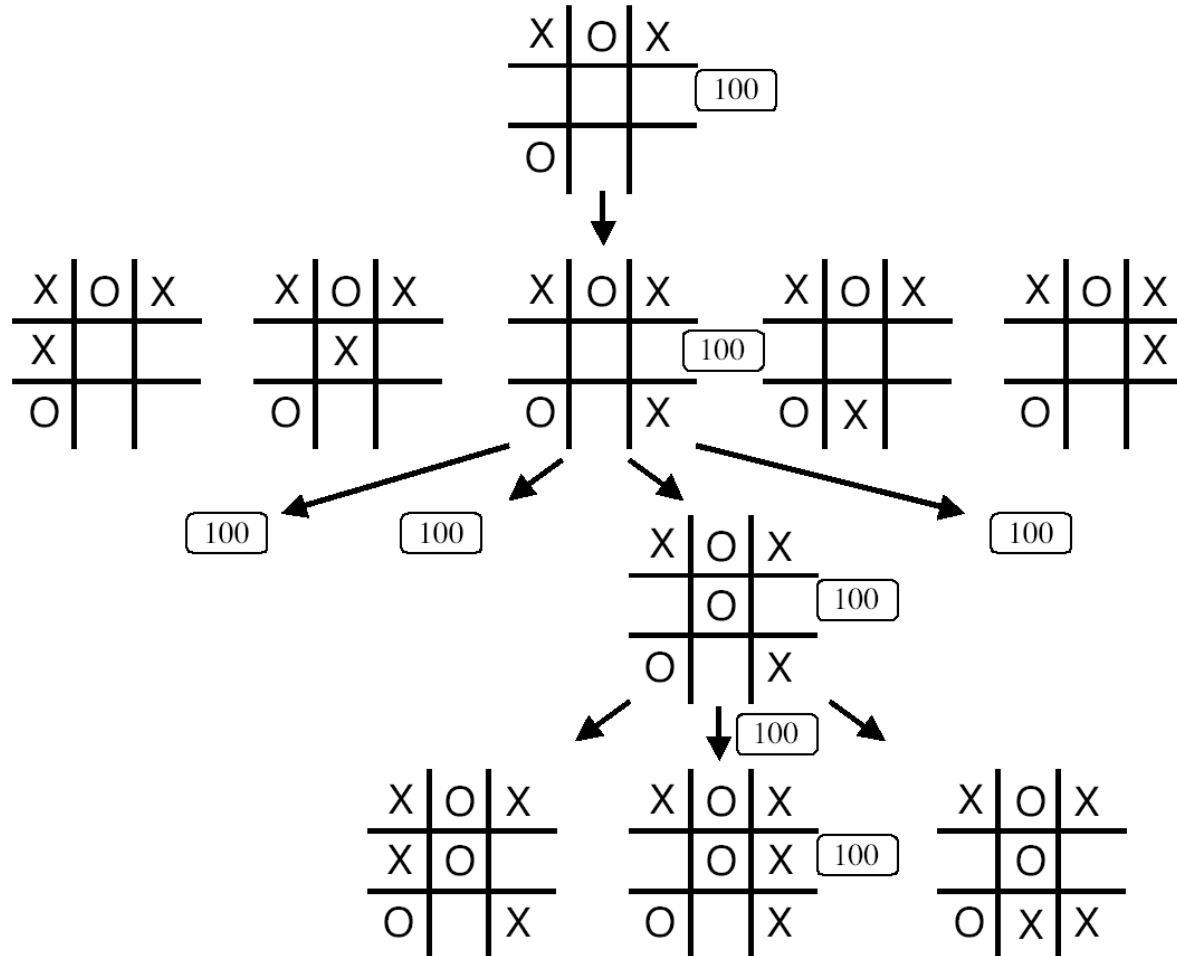 X O X
100
O
X O X X O X X O X X O X X O X
X X 100 X
O O O X O X O
100 100 100
X O X
O 100
O X
100
X O X X O X X O X
X O O X 100 O
O X O X O X X